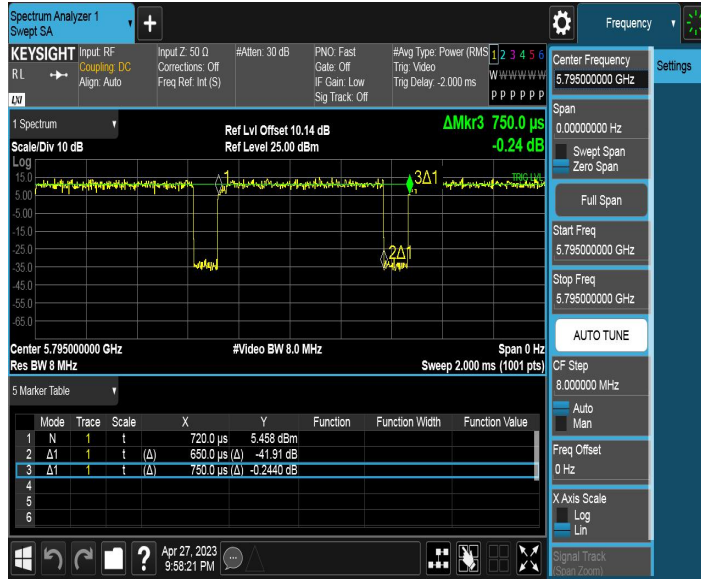 Spectrum Analyzer 1
Swept SA
Frequency
KEYSIGHT
RL
LXI
Input: RF
Coupling: DC
Align: Auto
Input Z: 50 Ω
Corrections: Off
Freq Ref: Int (S)
#Atten: 30 dB
PNO: Fast
Gate: Off
IF Gain: Low
Sig Track: Off
#Avg Type: Power (RMS
Trig: Video
Trig Delay: -2.000 ms
1 2 3 4 5 6
W W W W W W
P P P P P P
1 Spectrum
Scale/Div 10 dB
Ref Lvl Offset 10.14 dB
Ref Level 25.00 dBm
ΔMkr3 750.0 µs
-0.24 dB
Log
15.0
5.00
-5.00
-15.0
-25.0
-35.0
-45.0
-55.0
-65.0
1
3Δ1
TRIG LVL
2Δ1
Center 5.795000000 GHz
Res BW 8 MHz
#Video BW 8.0 MHz
Span 0 Hz
Sweep 2.000 ms (1001 pts)
5 Marker Table
Mode Trace Scale X Y Function Function Width Function Value
1 N 1 t 720.0 µs 5.458 dBm
2 Δ1 1 t (Δ) 650.0 µs (Δ) -41.91 dB
3 Δ1 1 t (Δ) 750.0 µs (Δ) -0.2440 dB
4
5
6
Apr 27, 2023
9:58:21 PM
Center Frequency
5.795000000 GHz
Settings
Span
0.00000000 Hz
Swept Span
Zero Span
Full Span
Start Freq
5.795000000 GHz
Stop Freq
5.795000000 GHz
AUTO TUNE
CF Step
8.000000 MHz
Auto
Man
Freq Offset
0 Hz
X Axis Scale
Log
Lin
Signal Track
(Span Zoom)